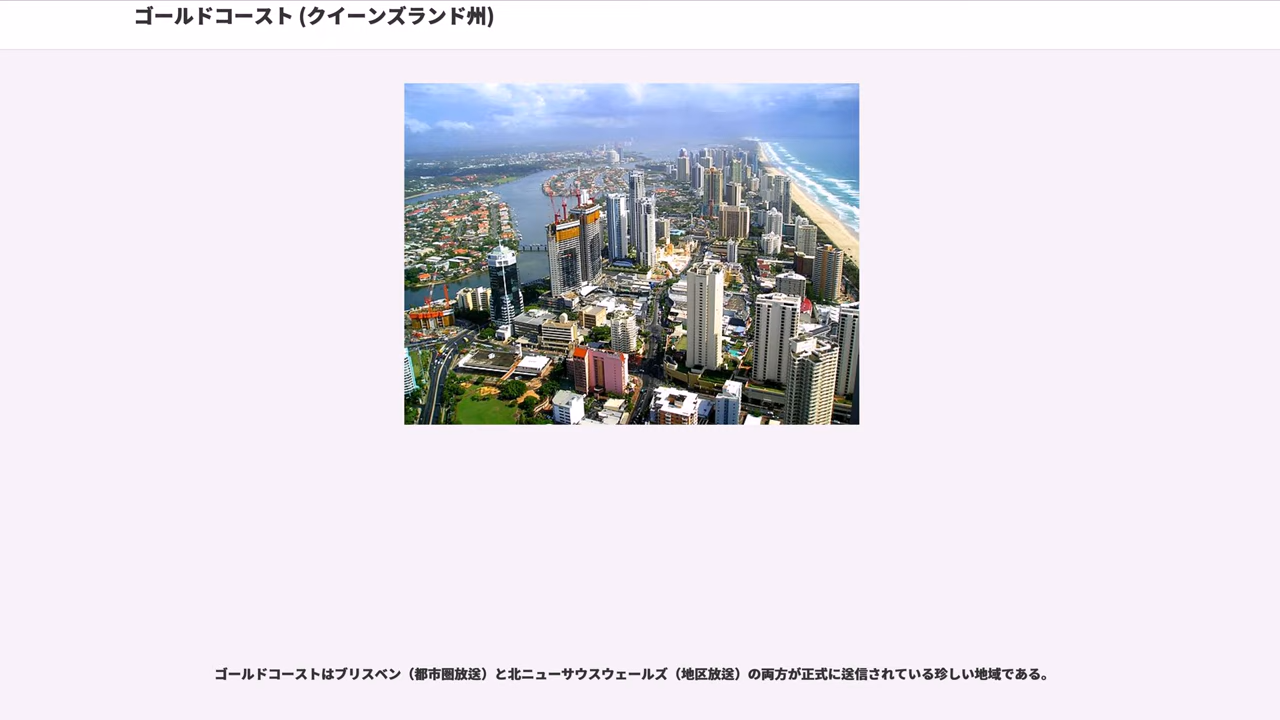 ゴールドコースト (クイーンズランド州)
ゴールドコーストはブリスベン（都市圏放送）と北ニューサウスウェールズ（地区放送）の両方が正式に送信されている珍しい地域である。